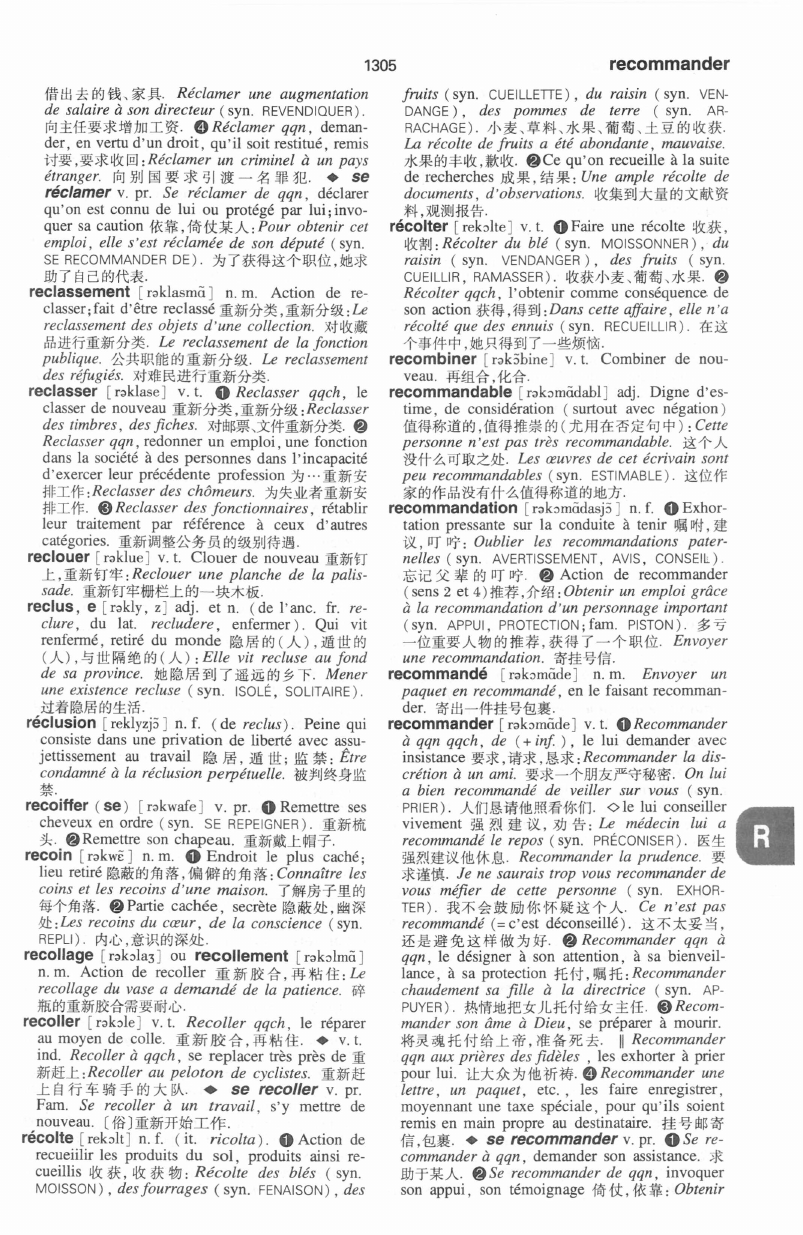 1305
recommander
借出去的钱、家具. Réclamer une augmentation
de salaire à son directeur (syn. REVENDIQUER).
向主任要求增加工资. ❹ Réclamer qqn, deman-
der, en vertu d'un droit, qu'il soit restitué, remis
讨要,要求收回: Réclamer un criminel à un pays
étranger. 向别国要求引渡一名罪犯. ◆ se
réclamer v. pr. Se réclamer de qqn, déclarer
qu'on est connu de lui ou protégé par lui;invo-
quer sa caution 依靠,倚仗某人: Pour obtenir cet
emploi, elle s'est réclamée de son député (syn.
SE RECOMMANDER DE). 为了获得这个职位,她求
助了自己的代表.
reclassement [rəklasmɑ̃] n. m. Action de re-
classer;fait d'être reclassé 重新分类,重新分级: Le
reclassement des objets d'une collection. 对收藏
品进行重新分类. Le reclassement de la fonction
publique. 公共职能的重新分级. Le reclassement
des réfugiés. 对难民进行重新分类.
reclasser [rəklase] v. t. ❶ Reclasser qqch, le
classer de nouveau 重新分类,重新分级: Reclasser
des timbres, des fiches. 对邮票、文件重新分类. ❷
Reclasser qqn, redonner un emploi, une fonction
dans la société à des personnes dans l'incapacité
d'exercer leur précédente profession 为…重新安
排工作: Reclasser des chômeurs. 为失业者重新安
排工作. ❸ Reclasser des fonctionnaires, rétablir
leur traitement par référence à ceux d'autres
catégories. 重新调整公务员的级别待遇.
reclouer [rəklue] v. t. Clouer de nouveau 重新钉
上,重新钉牢: Reclouer une planche de la palis-
sade. 重新钉牢栅栏上的一块木板.
reclus, e [rəkly, z] adj. et n. (de l'anc. fr. re-
clure, du lat. recludere, enfermer). Qui vit
renfermé, retiré du monde 隐居的(人),遁世的
(人),与世隔绝的(人): Elle vit recluse au fond
de sa province. 她隐居到了遥远的乡下. Mener
une existence recluse (syn. ISOLÉ, SOLITAIRE).
过着隐居的生活.
réclusion [reklyzjɔ̃] n. f. (de reclus). Peine qui
consiste dans une privation de liberté avec assu-
jettissement au travail 隐居,遁世;监禁: Être
condamné à la réclusion perpétuelle. 被判终身监
禁.
recoiffer (se) [rəkwafe] v. pr. ❶ Remettre ses
cheveux en ordre (syn. SE REPEIGNER). 重新梳
头. ❷ Remettre son chapeau. 重新戴上帽子.
recoin [rəkwɛ̃] n. m. ❶ Endroit le plus caché;
lieu retiré 隐蔽的角落,偏僻的角落: Connaître les
coins et les recoins d'une maison. 了解房子里的
每个角落. ❷ Partie cachée, secrète 隐蔽处,幽深
处: Les recoins du cœur, de la conscience (syn.
REPLI). 内心,意识的深处.
recollage [rəkɔlaʒ] ou recollement [rəkɔlmɑ̃]
n. m. Action de recoller 重新胶合,再粘住: Le
recollage du vase a demandé de la patience. 碎
瓶的重新胶合需要耐心.
recoller [rəkɔle] v. t. Recoller qqch, le réparer
au moyen de colle. 重新胶合,再粘住. ◆ v. t.
ind. Recoller à qqch, se replacer très près de 重
新赶上: Recoller au peloton de cyclistes. 重新赶
上自行车骑手的大队. ◆ se recoller v. pr.
Fam. Se recoller à un travail, s'y mettre de
nouveau. [俗]重新开始工作.
récolte [rekɔlt] n. f. (it. ricolta). ❶ Action de
recueiilir les produits du sol, produits ainsi re-
cueillis 收获,收获物: Récolte des blés (syn.
MOISSON), des fourrages (syn. FENAISON), des
fruits (syn. CUEILLETTE), du raisin (syn. VEN-
DANGE), des pommes de terre (syn. AR-
RACHAGE). 小麦、草料、水果、葡萄、土豆的收获.
La récolte de fruits a été abondante, mauvaise.
水果的丰收,歉收. ❷ Ce qu'on recueille à la suite
de recherches 成果,结果: Une ample récolte de
documents, d'observations. 收集到大量的文献资
料,观测报告.
récolter [rekɔlte] v. t. ❶ Faire une récolte 收获,
收割: Récolter du blé (syn. MOISSONNER), du
raisin (syn. VENDANGER), des fruits (syn.
CUEILLIR, RAMASSER). 收获小麦、葡萄、水果. ❷
Récolter qqch, l'obtenir comme conséquence de
son action 获得,得到: Dans cette affaire, elle n'a
récolté que des ennuis (syn. RECUEILLIR). 在这
个事件中,她只得到了一些烦恼.
recombiner [rəkɔ̃bine] v. t. Combiner de nou-
veau. 再组合,化合.
recommandable [rəkɔmɑ̃dabl] adj. Digne d'es-
time, de considération (surtout avec négation)
值得称道的,值得推崇的(尤用在否定句中): Cette
personne n'est pas très recommandable. 这个人
没什么可取之处. Les œuvres de cet écrivain sont
peu recommandables (syn. ESTIMABLE). 这位作
家的作品没有什么值得称道的地方.
recommandation [rəkɔmɑ̃dasjɔ̃] n. f. ❶ Exhor-
tation pressante sur la conduite à tenir 嘱咐,建
议,叮咛: Oublier les recommandations pater-
nelles (syn. AVERTISSEMENT, AVIS, CONSEIL).
忘记父辈的叮咛. ❷ Action de recommander
(sens 2 et 4)推荐,介绍: Obtenir un emploi grâce
à la recommandation d'un personnage important
(syn. APPUI, PROTECTION;fam. PISTON). 多亏
一位重要人物的推荐,获得了一个职位. Envoyer
une recommandation. 寄挂号信.
recommandé [rəkɔmɑ̃de] n. m. Envoyer un
paquet en recommandé, en le faisant recomman-
der. 寄出一件挂号包裹.
recommander [rəkɔmɑ̃de] v. t. ❶ Recommander
à qqn qqch, de (+ inf.), le lui demander avec
insistance 要求,请求,恳求: Recommander la dis-
crétion à un ami. 要求一个朋友严守秘密. On lui
a bien recommandé de veiller sur vous (syn.
PRIER). 人们恳请他照看你们. ◇ le lui conseiller
vivement 强烈建议,劝告: Le médecin lui a
recommandé le repos (syn. PRÉCONISER). 医生
强烈建议他休息. Recommander la prudence. 要
求谨慎. Je ne saurais trop vous recommander de
vous méfier de cette personne (syn. EXHOR-
TER). 我不会鼓励你怀疑这个人. Ce n'est pas
recommandé (= c'est déconseillé). 这不太妥当,
还是避免这样做为好. ❷ Recommander qqn à
qqn, le désigner à son attention, à sa bienveil-
lance, à sa protection 托付,嘱托: Recommander
chaudement sa fille à la directrice (syn. AP-
PUYER). 热情地把女儿托付给女主任. ❸ Recom-
mander son âme à Dieu, se préparer à mourir.
将灵魂托付给上帝,准备死去. ‖ Recommander
qqn aux prières des fidèles , les exhorter à prier
pour lui. 让大众为他祈祷. ❹ Recommander une
lettre, un paquet, etc., les faire enregistrer,
moyennant une taxe spéciale, pour qu'ils soient
remis en main propre au destinataire. 挂号邮寄
信,包裹. ◆ se recommander v. pr. ❶ Se re-
commander à qqn, demander son assistance. 求
助于某人. ❷ Se recommander de qqn, invoquer
son appui, son témoignage 倚仗,依靠: Obtenir
R